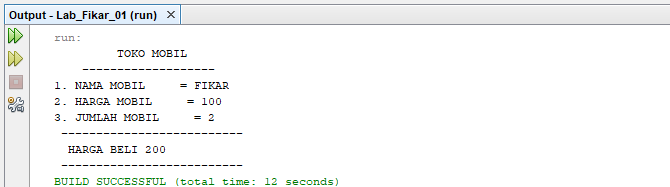 Output - Lab_Fikar_01 (run) ×
run:
TOKO MOBIL
-------------------
1. NAMA MOBIL = FIKAR
2. HARGA MOBIL = 100
3. JUMLAH MOBIL = 2
--------------------------
HARGA BELI 200
--------------------------
BUILD SUCCESSFUL (total time: 12 seconds)